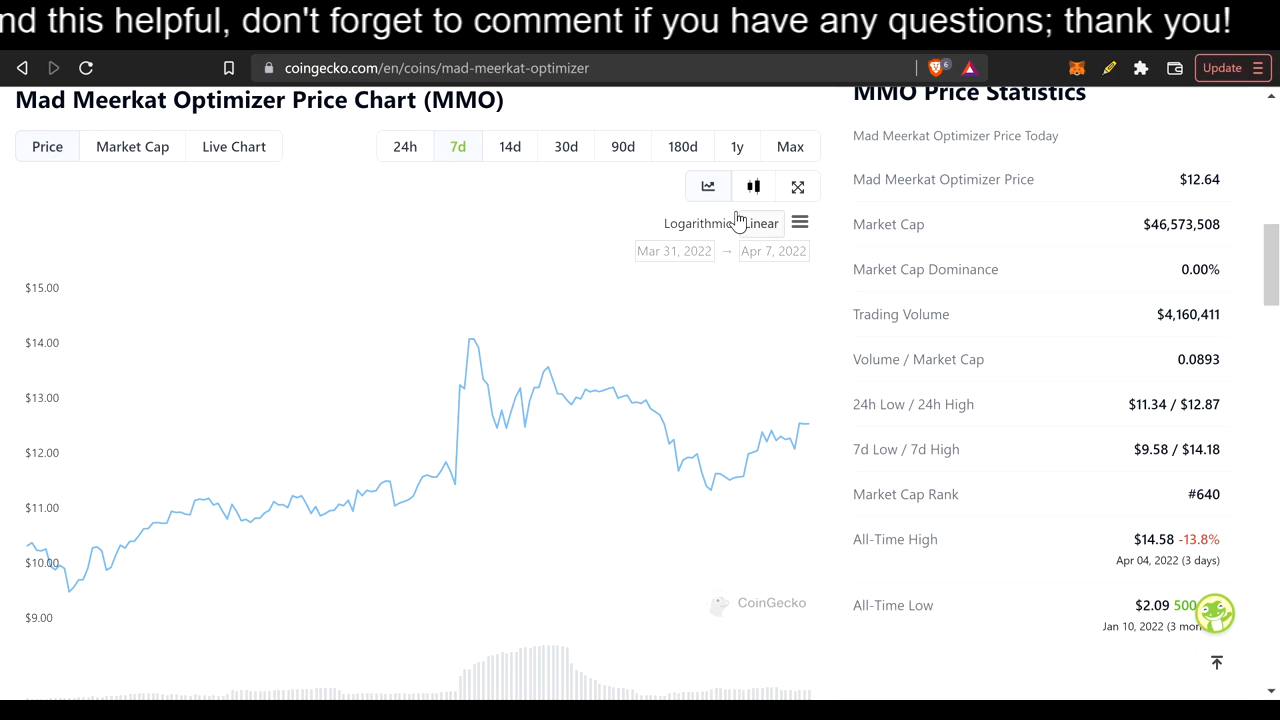 nd this helpful, don't forget to comment if you have any questions; thank you!
coingecko.com/en/coins/mad-meerkat-optimizer
6
Update
Mad Meerkat Optimizer Price Chart (MMO)
Price Market Cap Live Chart
24h 7d 14d 30d 90d 180d 1y Max
Logarithmic Linear
Mar 31, 2022 → Apr 7, 2022
$15.00
$14.00
$13.00
$12.00
$11.00
$10.00
$9.00
CoinGecko
MMO Price Statistics
Mad Meerkat Optimizer Price Today
Mad Meerkat Optimizer Price $12.64
Market Cap $46,573,508
Market Cap Dominance 0.00%
Trading Volume $4,160,411
Volume / Market Cap 0.0893
24h Low / 24h High $11.34 / $12.87
7d Low / 7d High $9.58 / $14.18
Market Cap Rank #640
All-Time High $14.58 -13.8%
Apr 04, 2022 (3 days)
All-Time Low $2.09 500
Jan 10, 2022 (3 mon